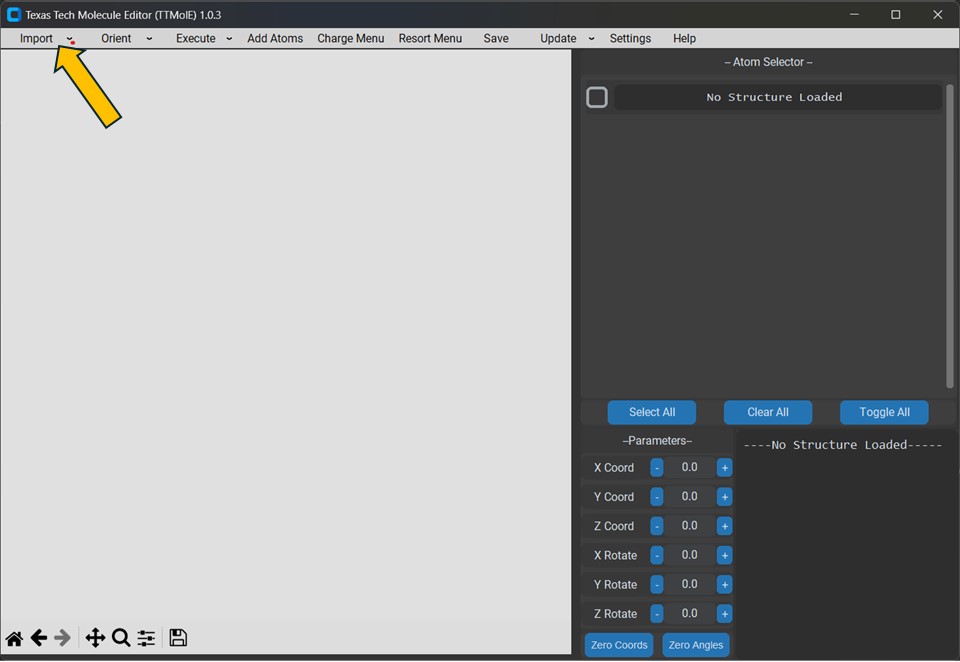 Texas Tech Molecule Editor (TTMolE) 1.0.3
Import Orient Execute Add Atoms Charge Menu Resort Menu Save Update Settings Help
-- Atom Selector --
No Structure Loaded
Select All Clear All Toggle All
--Parameters--
----No Structure Loaded-----
X Coord - 0.0 +
Y Coord - 0.0 +
Z Coord - 0.0 +
X Rotate - 0.0 +
Y Rotate - 0.0 +
Z Rotate - 0.0 +
Zero Coords Zero Angles